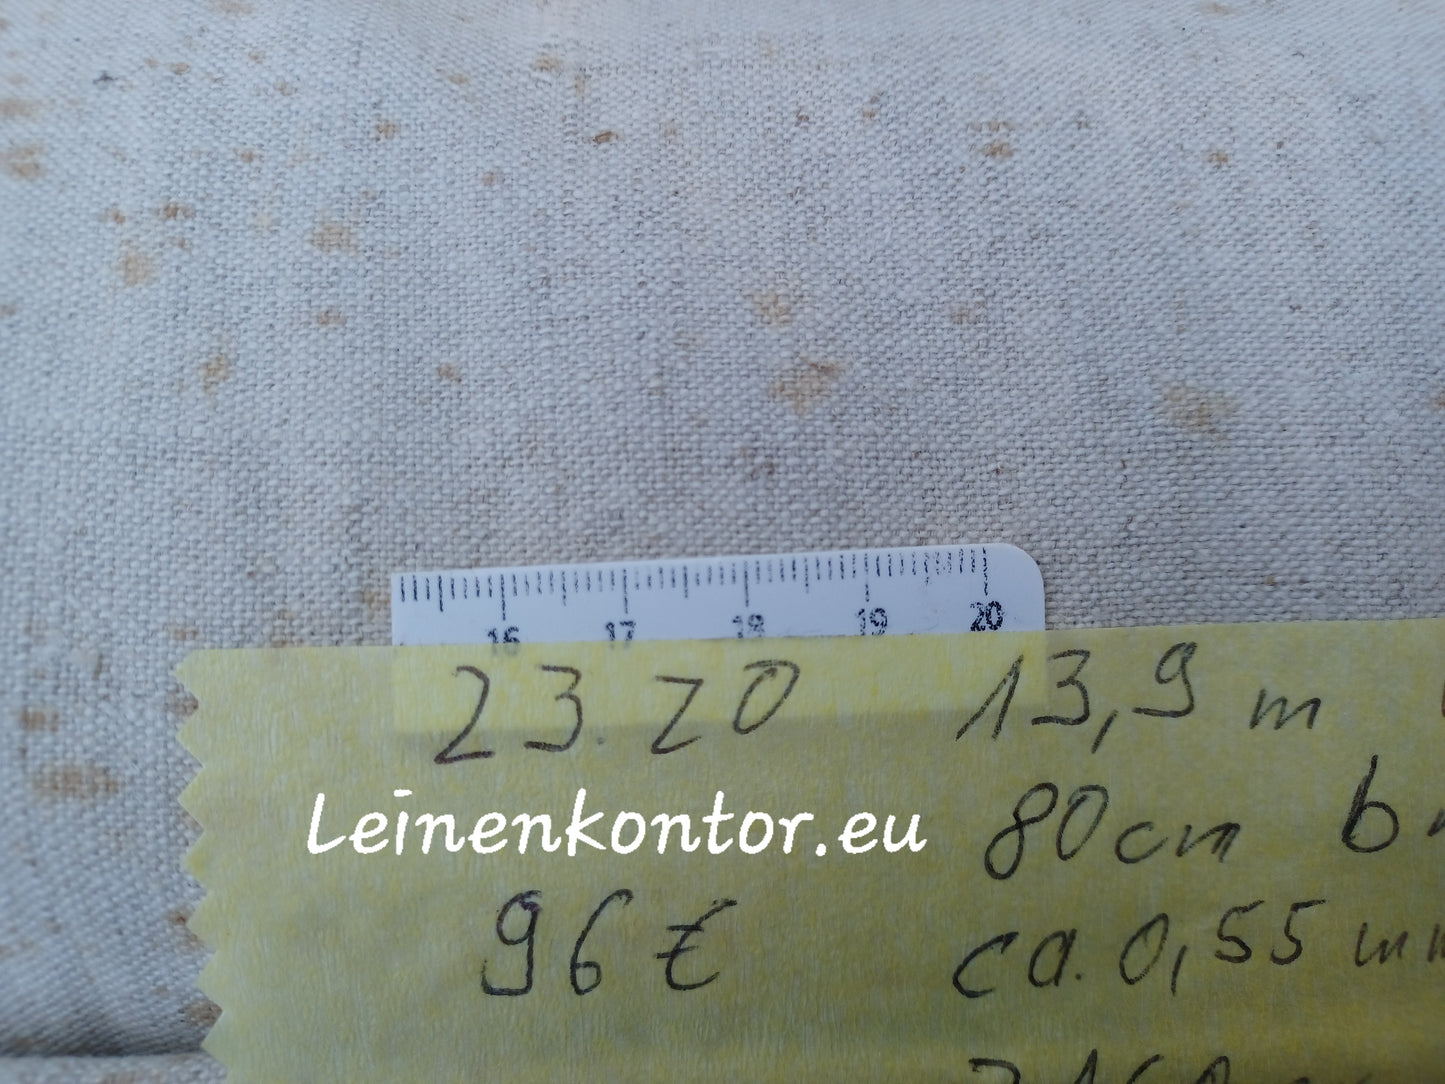 16 17 18 19 20
23.20 13,9 m
Leinenkontor.eu
80cm
96€
ca. 0,55